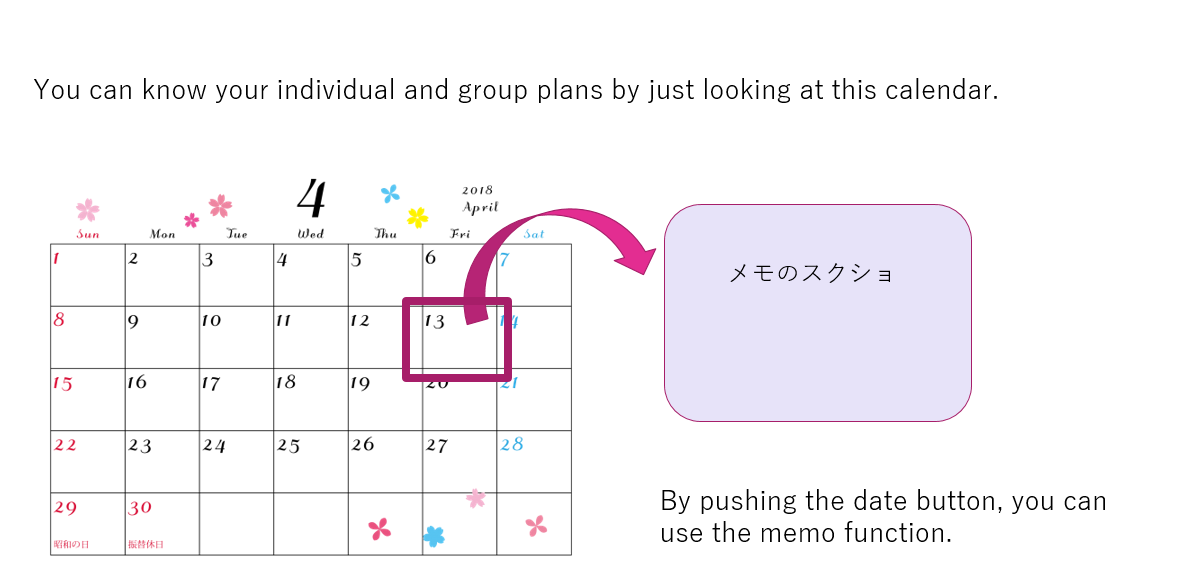 You can know your individual and group plans by just looking at this calendar.
4
2018
April
Sun Mon Tue Wed Thu Fri Sat
1 2 3 4 5 6 7
8 9 10 11 12 13 14
15 16 17 18 19 20 21
22 23 24 25 26 27 28
29 30
昭和の日 振替休日
メモのスクショ
By pushing the date button, you can
use the memo function.